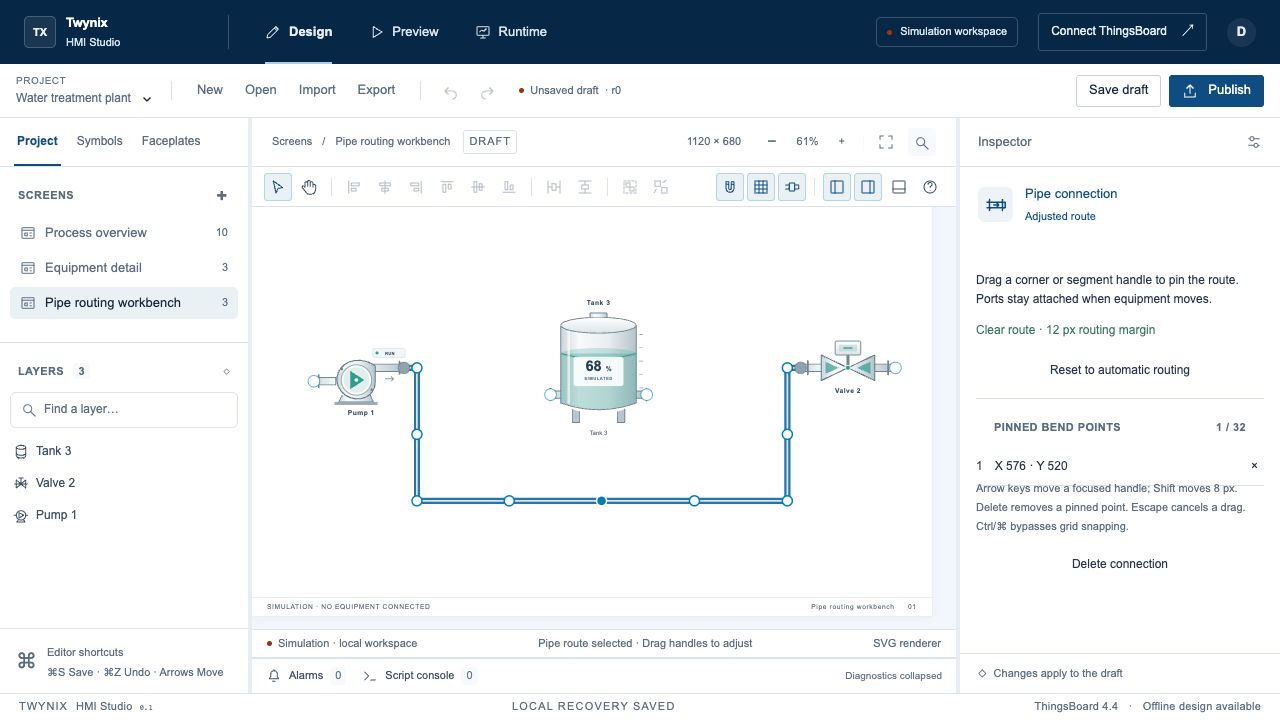 TX
Twynix
HMI Studio
Design
Preview
Runtime
Simulation workspace
Connect ThingsBoard
D
PROJECT
Water treatment plant
New
Open
Import
Export
Unsaved draft · r0
Save draft
Publish
Project
Symbols
Faceplates
SCREENS
Process overview 10
Equipment detail 3
Pipe routing workbench 3
LAYERS 3
Find a layer…
Tank 3
Valve 2
Pump 1
Editor shortcuts
⌘S Save · ⌘Z Undo · Arrows Move
Screens / Pipe routing workbench
DRAFT
1120 × 680
61%
Tank 3
RUN
68 %
SIMULATED
Pump 1
Valve 2
Tank 3
SIMULATION · NO EQUIPMENT CONNECTED
Pipe routing workbench 01
Simulation · local workspace
Pipe route selected · Drag handles to adjust
SVG renderer
Alarms 0
Script console 0
Diagnostics collapsed
Inspector
Pipe connection
Adjusted route
Drag a corner or segment handle to pin the route.
Ports stay attached when equipment moves.
Clear route · 12 px routing margin
Reset to automatic routing
PINNED BEND POINTS 1 / 32
1 X 576 · Y 520 ×
Arrow keys move a focused handle; Shift moves 8 px.
Delete removes a pinned point. Escape cancels a drag.
Ctrl/⌘ bypasses grid snapping.
Delete connection
Changes apply to the draft
TWYNIX HMI Studio 0.1
LOCAL RECOVERY SAVED
ThingsBoard 4.4 · Offline design available